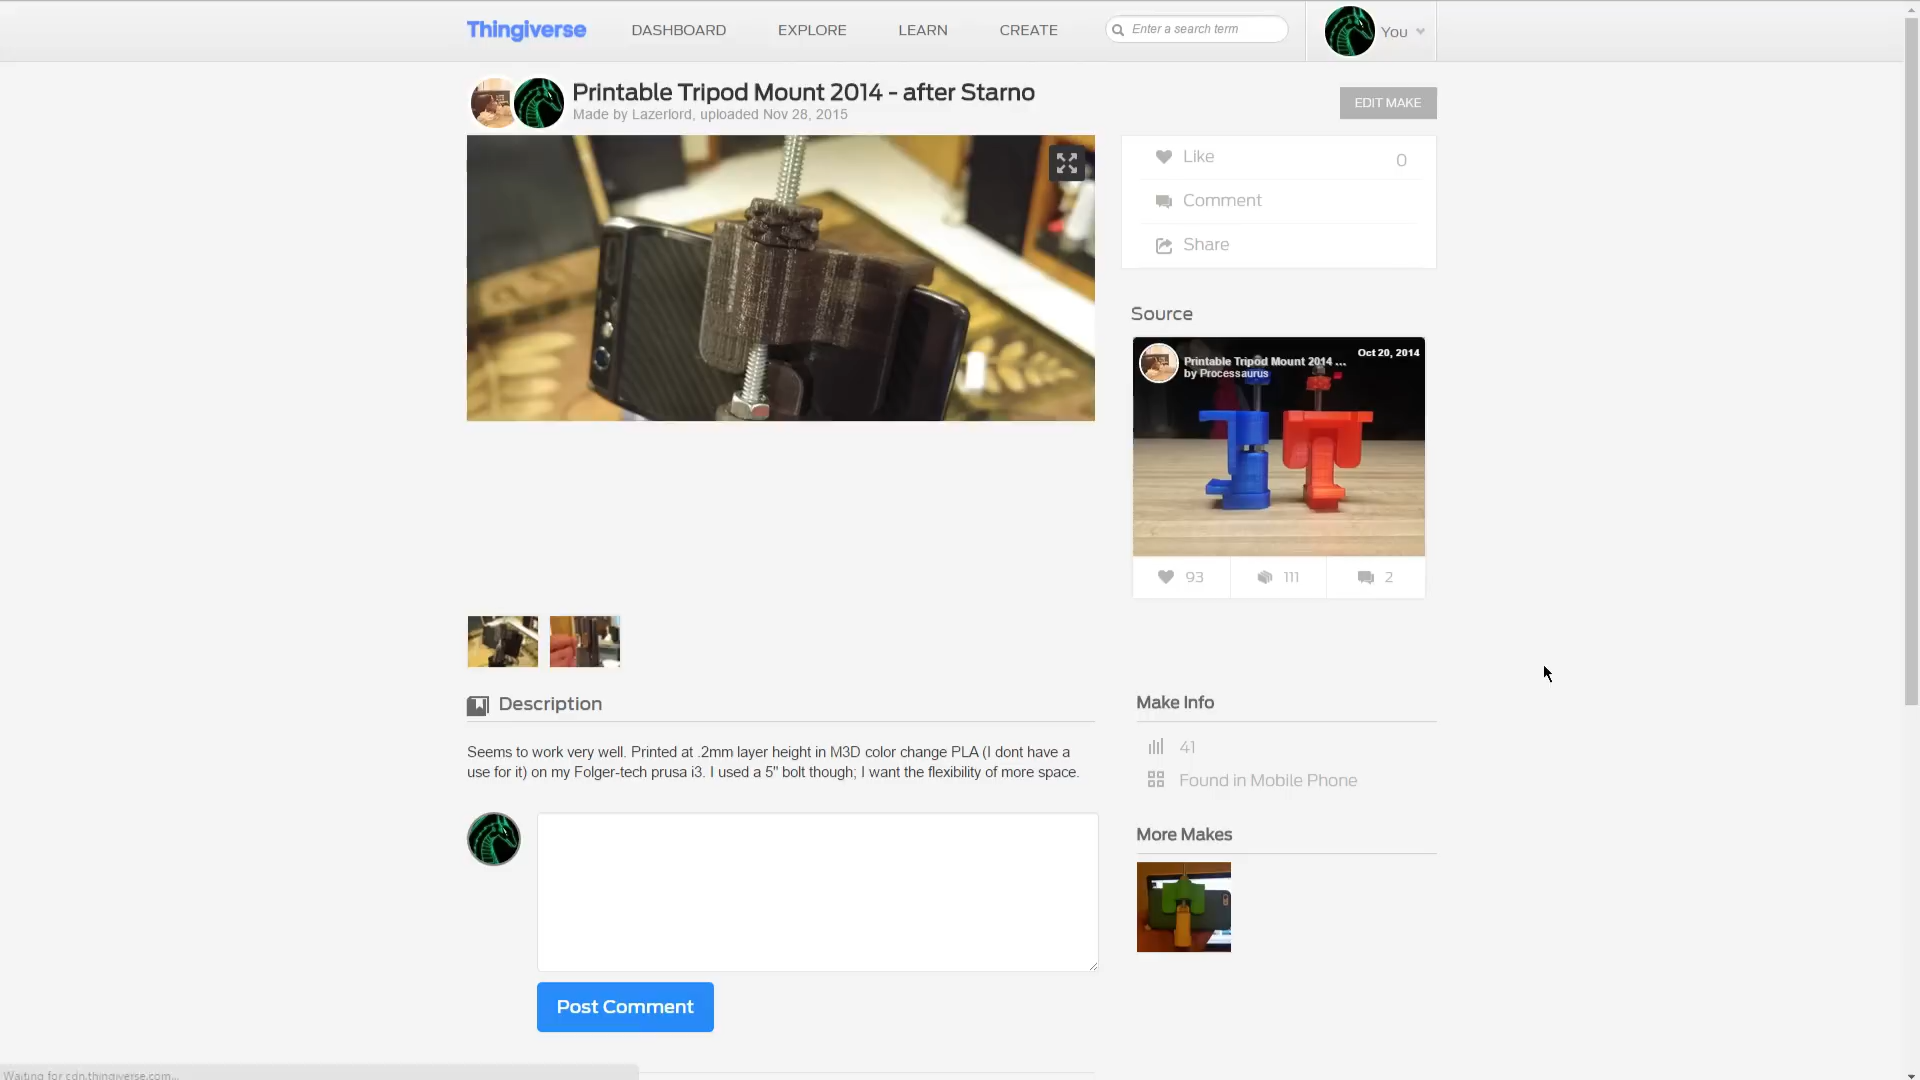 Thingiverse
DASHBOARD
EXPLORE
LEARN
CREATE
Enter a search term
You
Printable Tripod Mount 2014 - after Starno
Made by Lazerlord, uploaded Nov 28, 2015
EDIT MAKE
Like
0
Comment
Share
Source
Oct 20, 2014
Printable Tripod Mount 2014 ...
by Processaurus
93
111
2
Description
Seems to work very well. Printed at .2mm layer height in M3D color change PLA (I dont have a
use for it) on my Folger-tech prusa i3. I used a 5" bolt though; I want the flexibility of more space.
Make Info
41
Found in Mobile Phone
More Makes
Post Comment
Waiting for cdn.thingiverse.com...